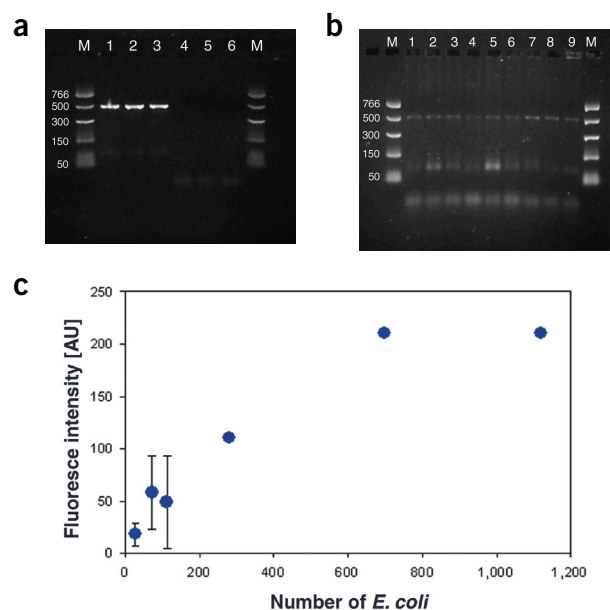 a
M 1 2 3 4 5 6 M
766
500
300
150
50
b
M 1 2 3 4 5 6 7 8 9 M
766
500
300
150
50
c
250
200
150
100
50
0
Fluoresce intensity [AU]
0 200 400 600 800 1,000 1,200
Number of E. coli